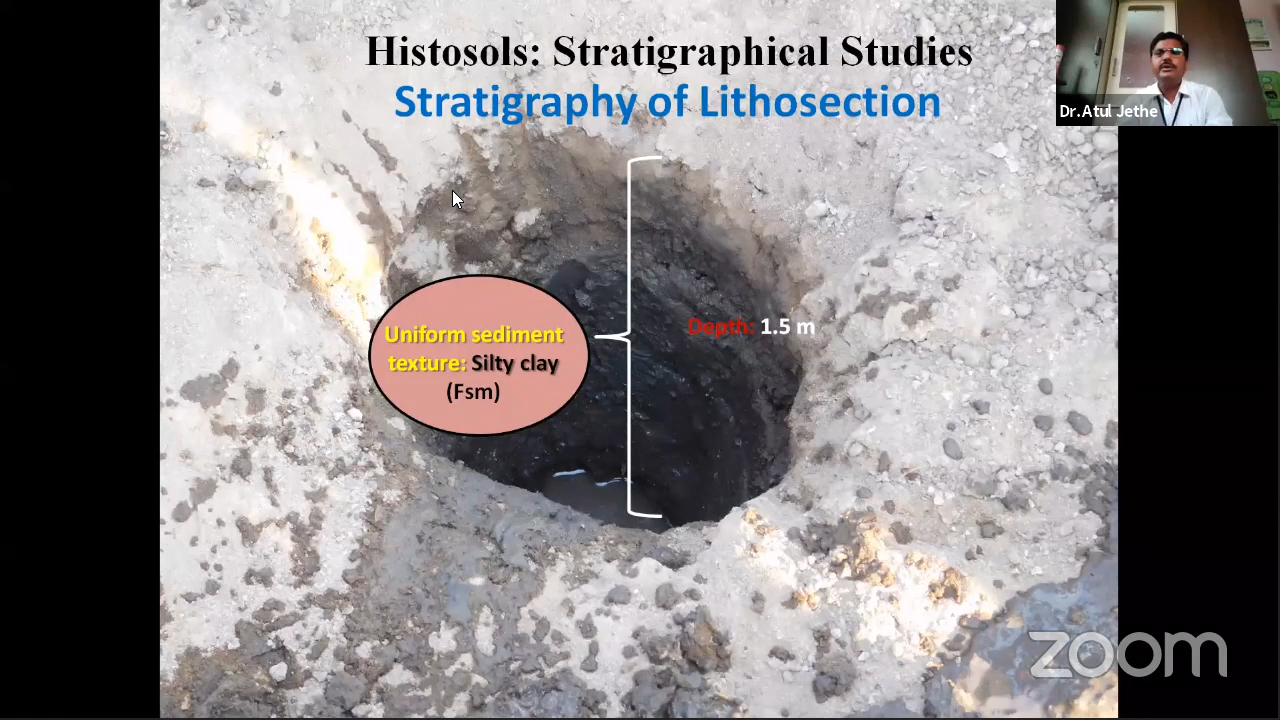 Histosols: Stratigraphical Studies
Stratigraphy of Lithosection
Dr.Atul Jethe
Depth: 1.5 m
Uniform sediment
texture: Silty clay
(Fsm)
zoom